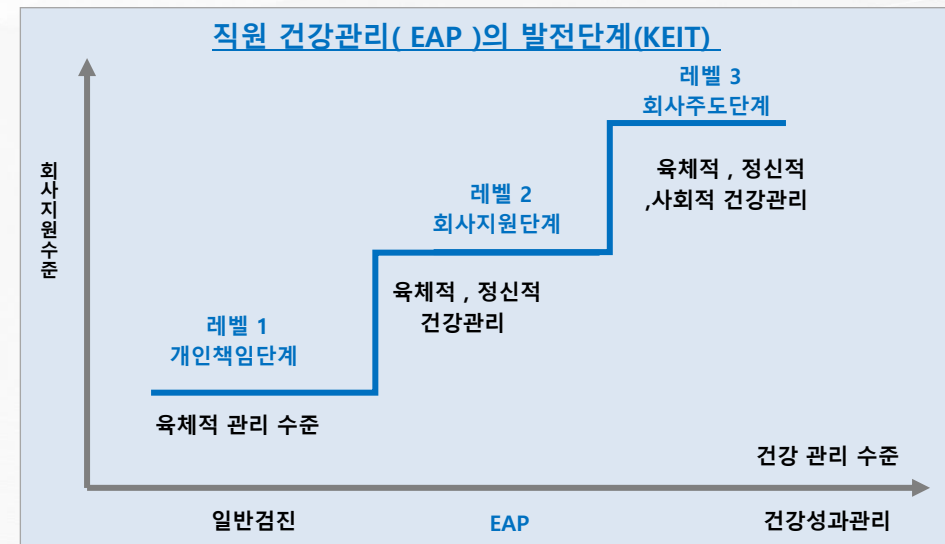 직원 건강관리( EAP )의 발전단계(KEIT)
레벨 3
회사주도단계
육체적 , 정신적
,사회적 건강관리
회사지원수준
레벨 2
회사지원단계
육체적 , 정신적
건강관리
레벨 1
개인책임단계
육체적 관리 수준
건강 관리 수준
일반검진
EAP
건강성과관리